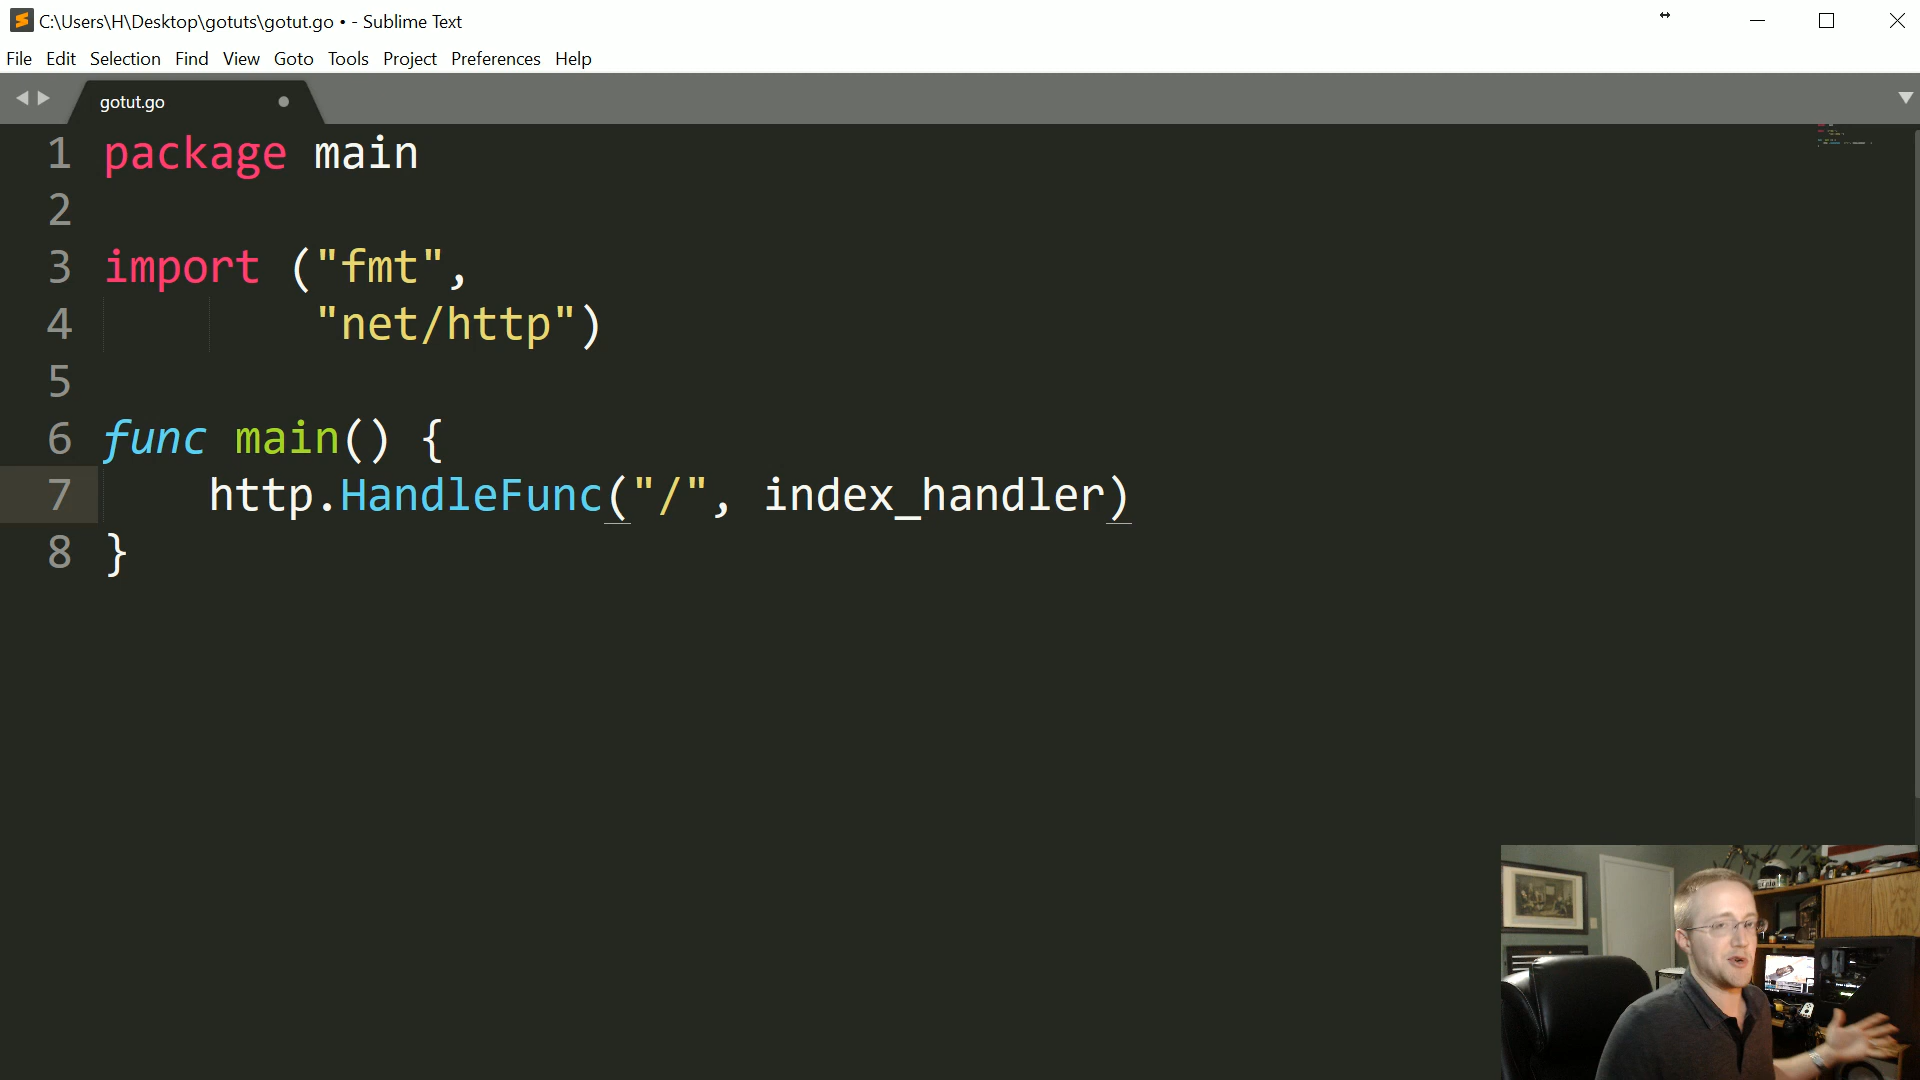 C:\Users\H\Desktop\gotuts\gotut.go • - Sublime Text
File Edit Selection Find View Goto Tools Project Preferences Help
gotut.go
1 package main
2
3 import ("fmt",
4 "net/http")
5
6 func main() {
7 http.HandleFunc("/", index_handler)
8 }